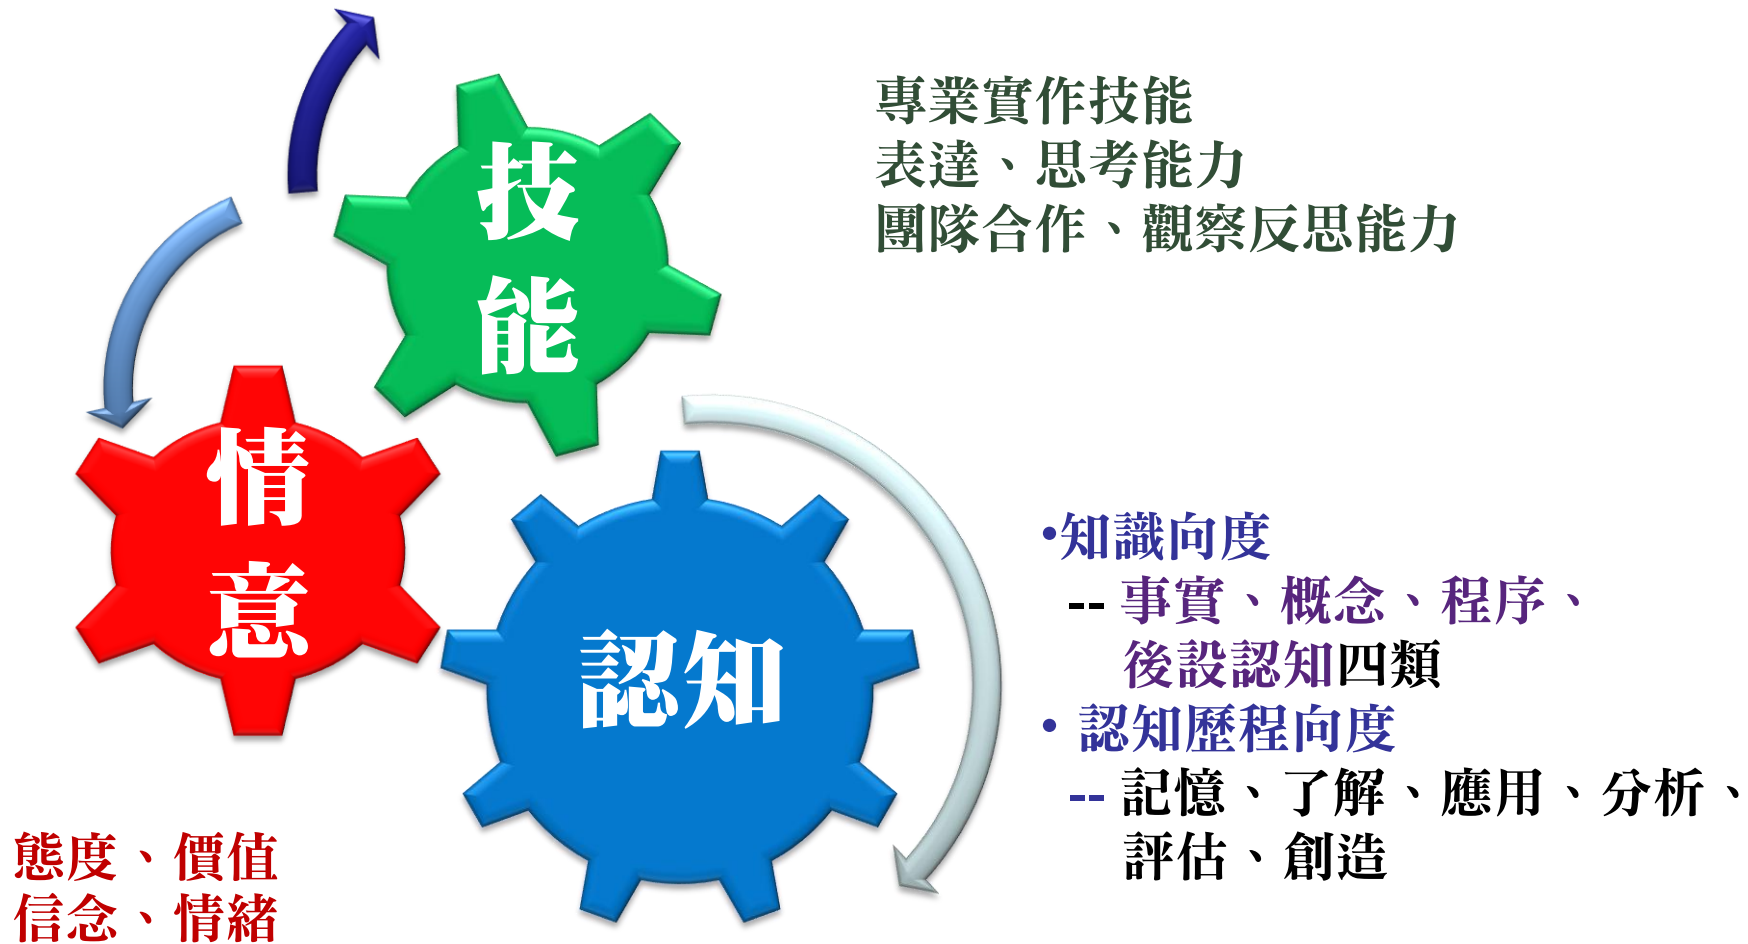 技
能
專業實作技能
表達、思考能力
團隊合作、觀察反思能力
情
意
態度、價值
信念、情緒
認知
•知識向度
-- 事實、概念、程序、
後設認知四類
• 認知歷程向度
-- 記憶、了解、應用、分析、
評估、創造